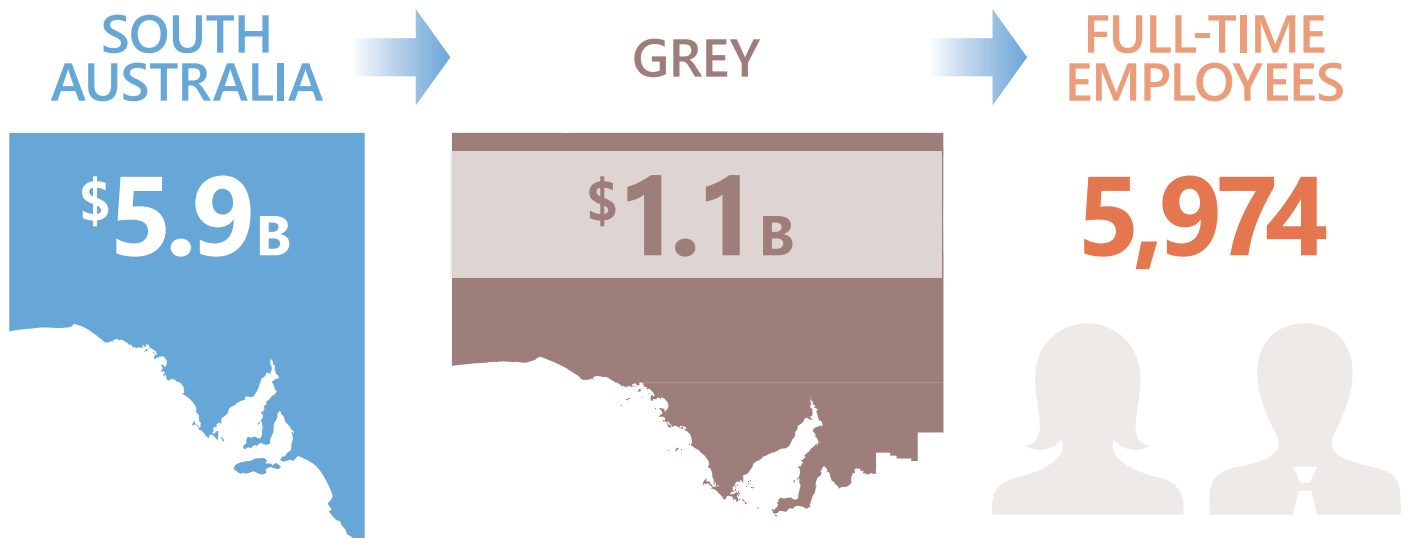 SOUTH
AUSTRALIA
GREY
FULL-TIME
EMPLOYEES
$5.9B
$1.1B
5,974